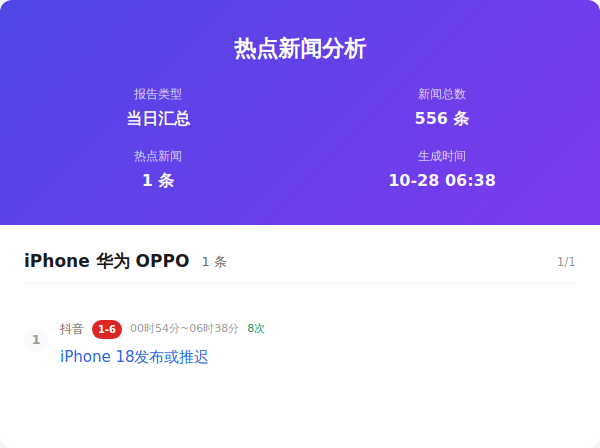 热点新闻分析
报告类型
新闻总数
当日汇总
556 条
热点新闻
生成时间
1 条
10-28 06:38
iPhone 华为 OPPO 1 条 1/1
1
抖音 1-6 00时54分~06时38分 8次
iPhone 18发布或推迟